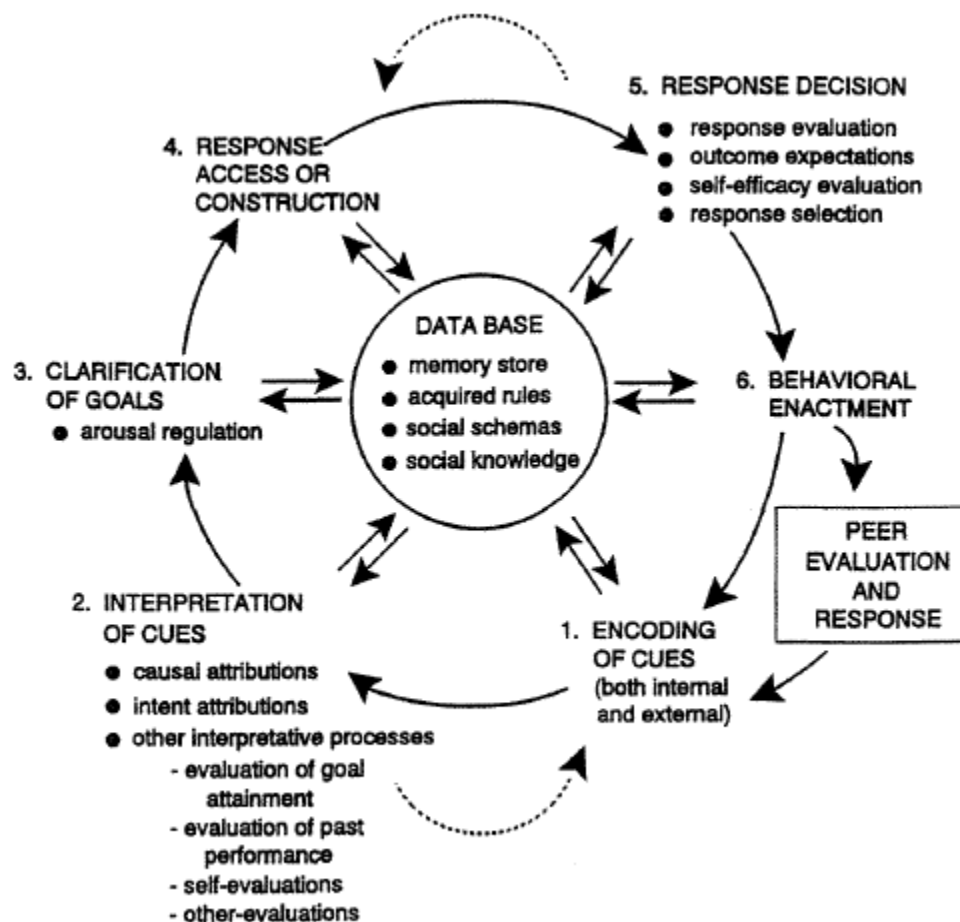 5. RESPONSE DECISION
● response evaluation
● outcome expectations
● self-efficacy evaluation
● response selection
4. RESPONSE
ACCESS OR
CONSTRUCTION
DATA BASE
● memory store
● acquired rules
● social schemas
● social knowledge
3. CLARIFICATION
OF GOALS
● arousal regulation
6. BEHAVIORAL
ENACTMENT
PEER
EVALUATION
AND
RESPONSE
2. INTERPRETATION
OF CUES
● causal attributions
● intent attributions
● other interpretative processes
- evaluation of goal
attainment
- evaluation of past
performance
- self-evaluations
- other-evaluations
1. ENCODING
OF CUES
(both internal
and external)